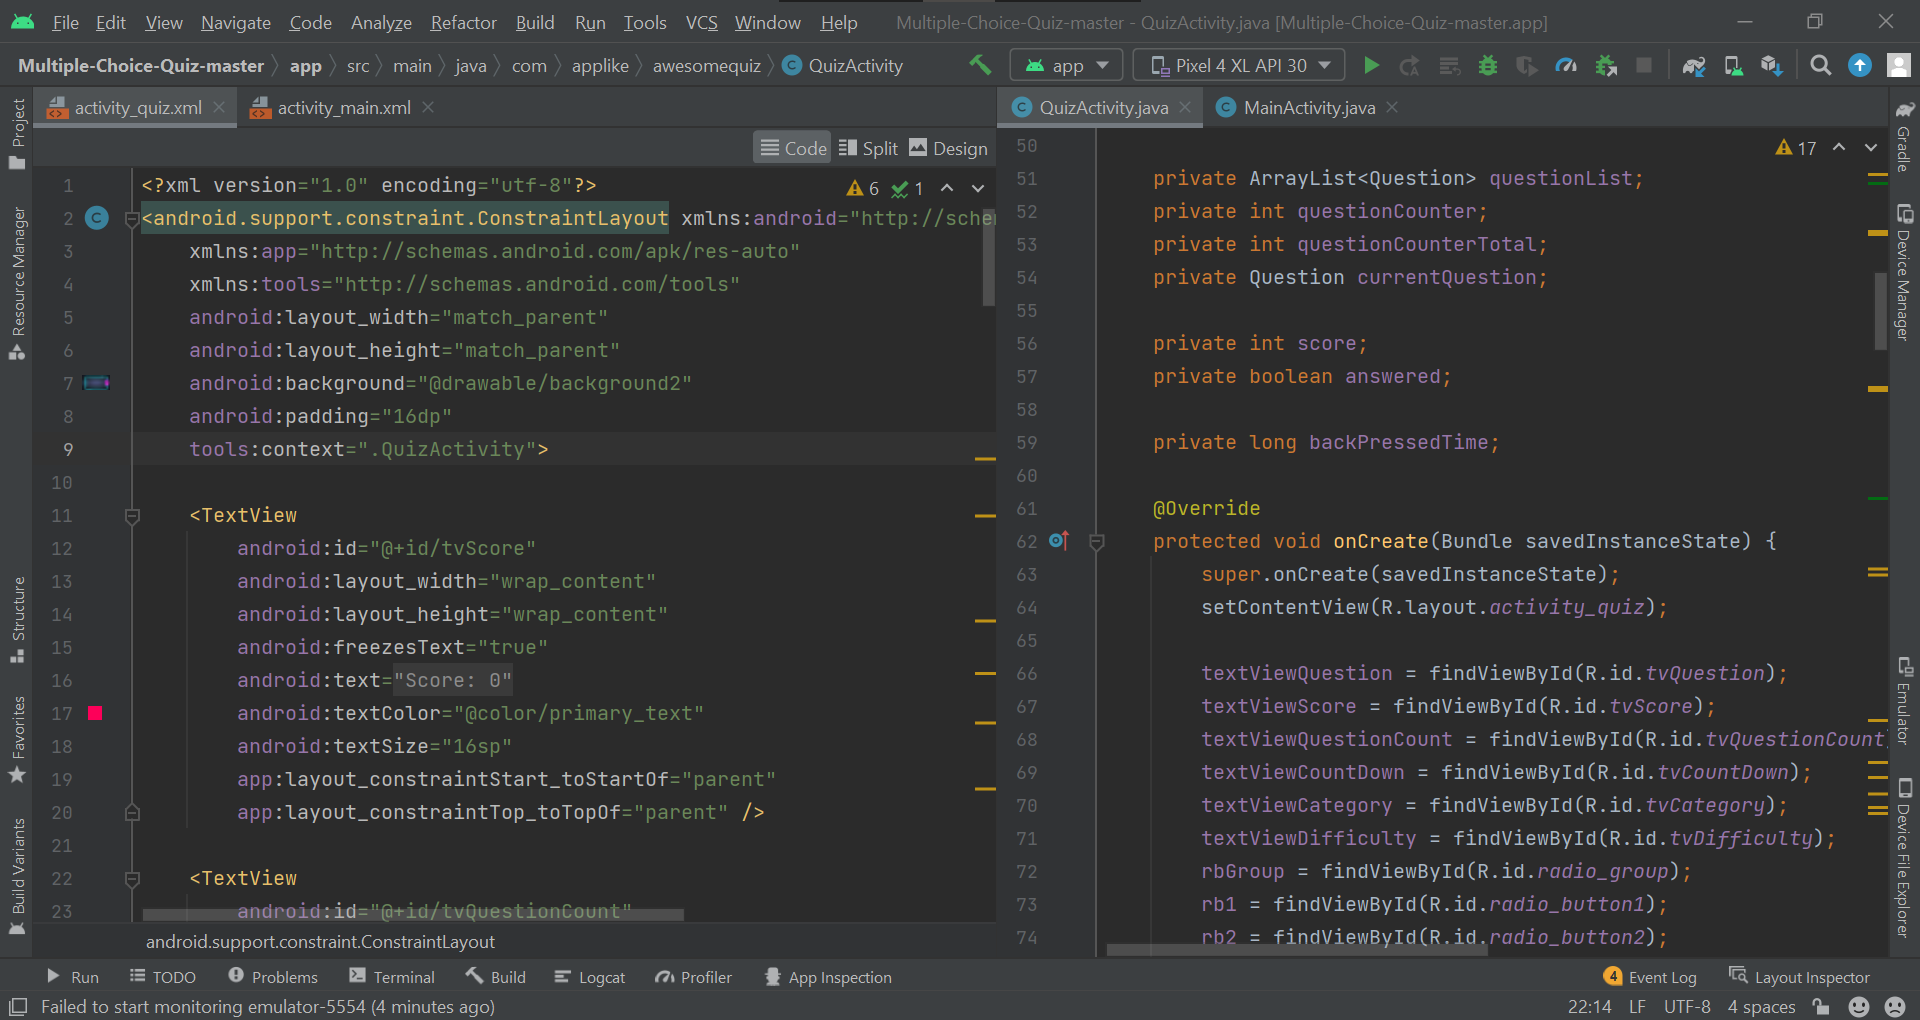 File Edit View Navigate Code Analyze Refactor Build Run Tools VCS Window Help Multiple-Choice-Quiz-master - QuizActivity.java [Multiple-Choice-Quiz-master.app]
Multiple-Choice-Quiz-master app src main java com applike awesomequiz C QuizActivity app Pixel 4 XL API 30
activity_quiz.xml activity_main.xml
Code Split Design
6 1
1 <?xml version="1.0" encoding="utf-8"?>
2 C <android.support.constraint.ConstraintLayout xmlns:android="http://sche
3 xmlns:app="http://schemas.android.com/apk/res-auto"
4 xmlns:tools="http://schemas.android.com/tools"
5 android:layout_width="match_parent"
6 android:layout_height="match_parent"
7 android:background="@drawable/background2"
8 android:padding="16dp"
9 tools:context=".QuizActivity">
10
11 <TextView
12 android:id="@+id/tvScore"
13 android:layout_width="wrap_content"
14 android:layout_height="wrap_content"
15 android:freezesText="true"
16 android:text="Score: 0"
17 android:textColor="@color/primary_text"
18 android:textSize="16sp"
19 app:layout_constraintStart_toStartOf="parent"
20 app:layout_constraintTop_toTopOf="parent" />
21
22 <TextView
23 android:id="@+id/tvQuestionCount"
android.support.constraint.ConstraintLayout
C QuizActivity.java C MainActivity.java
17
50
51 private ArrayList<Question> questionList;
52 private int questionCounter;
53 private int questionCounterTotal;
54 private Question currentQuestion;
55
56 private int score;
57 private boolean answered;
58
59 private long backPressedTime;
60
61 @Override
62 protected void onCreate(Bundle savedInstanceState) {
63 super.onCreate(savedInstanceState);
64 setContentView(R.layout.activity_quiz);
65
66 textViewQuestion = findViewById(R.id.tvQuestion);
67 textViewScore = findViewById(R.id.tvScore);
68 textViewQuestionCount = findViewById(R.id.tvQuestionCount)
69 textViewCountDown = findViewById(R.id.tvCountDown);
70 textViewCategory = findViewById(R.id.tvCategory);
71 textViewDifficulty = findViewById(R.id.tvDifficulty);
72 rbGroup = findViewById(R.id.radio_group);
73 rb1 = findViewById(R.id.radio_button1);
74 rb2 = findViewById(R.id.radio_button2);
Project
Resource Manager
Structure
Favorites
Build Variants
Gradle
Device Manager
Emulator
Device File Explorer
Run TODO Problems Terminal Build Logcat Profiler App Inspection 4 Event Log Layout Inspector
Failed to start monitoring emulator-5554 (4 minutes ago) 22:14 LF UTF-8 4 spaces